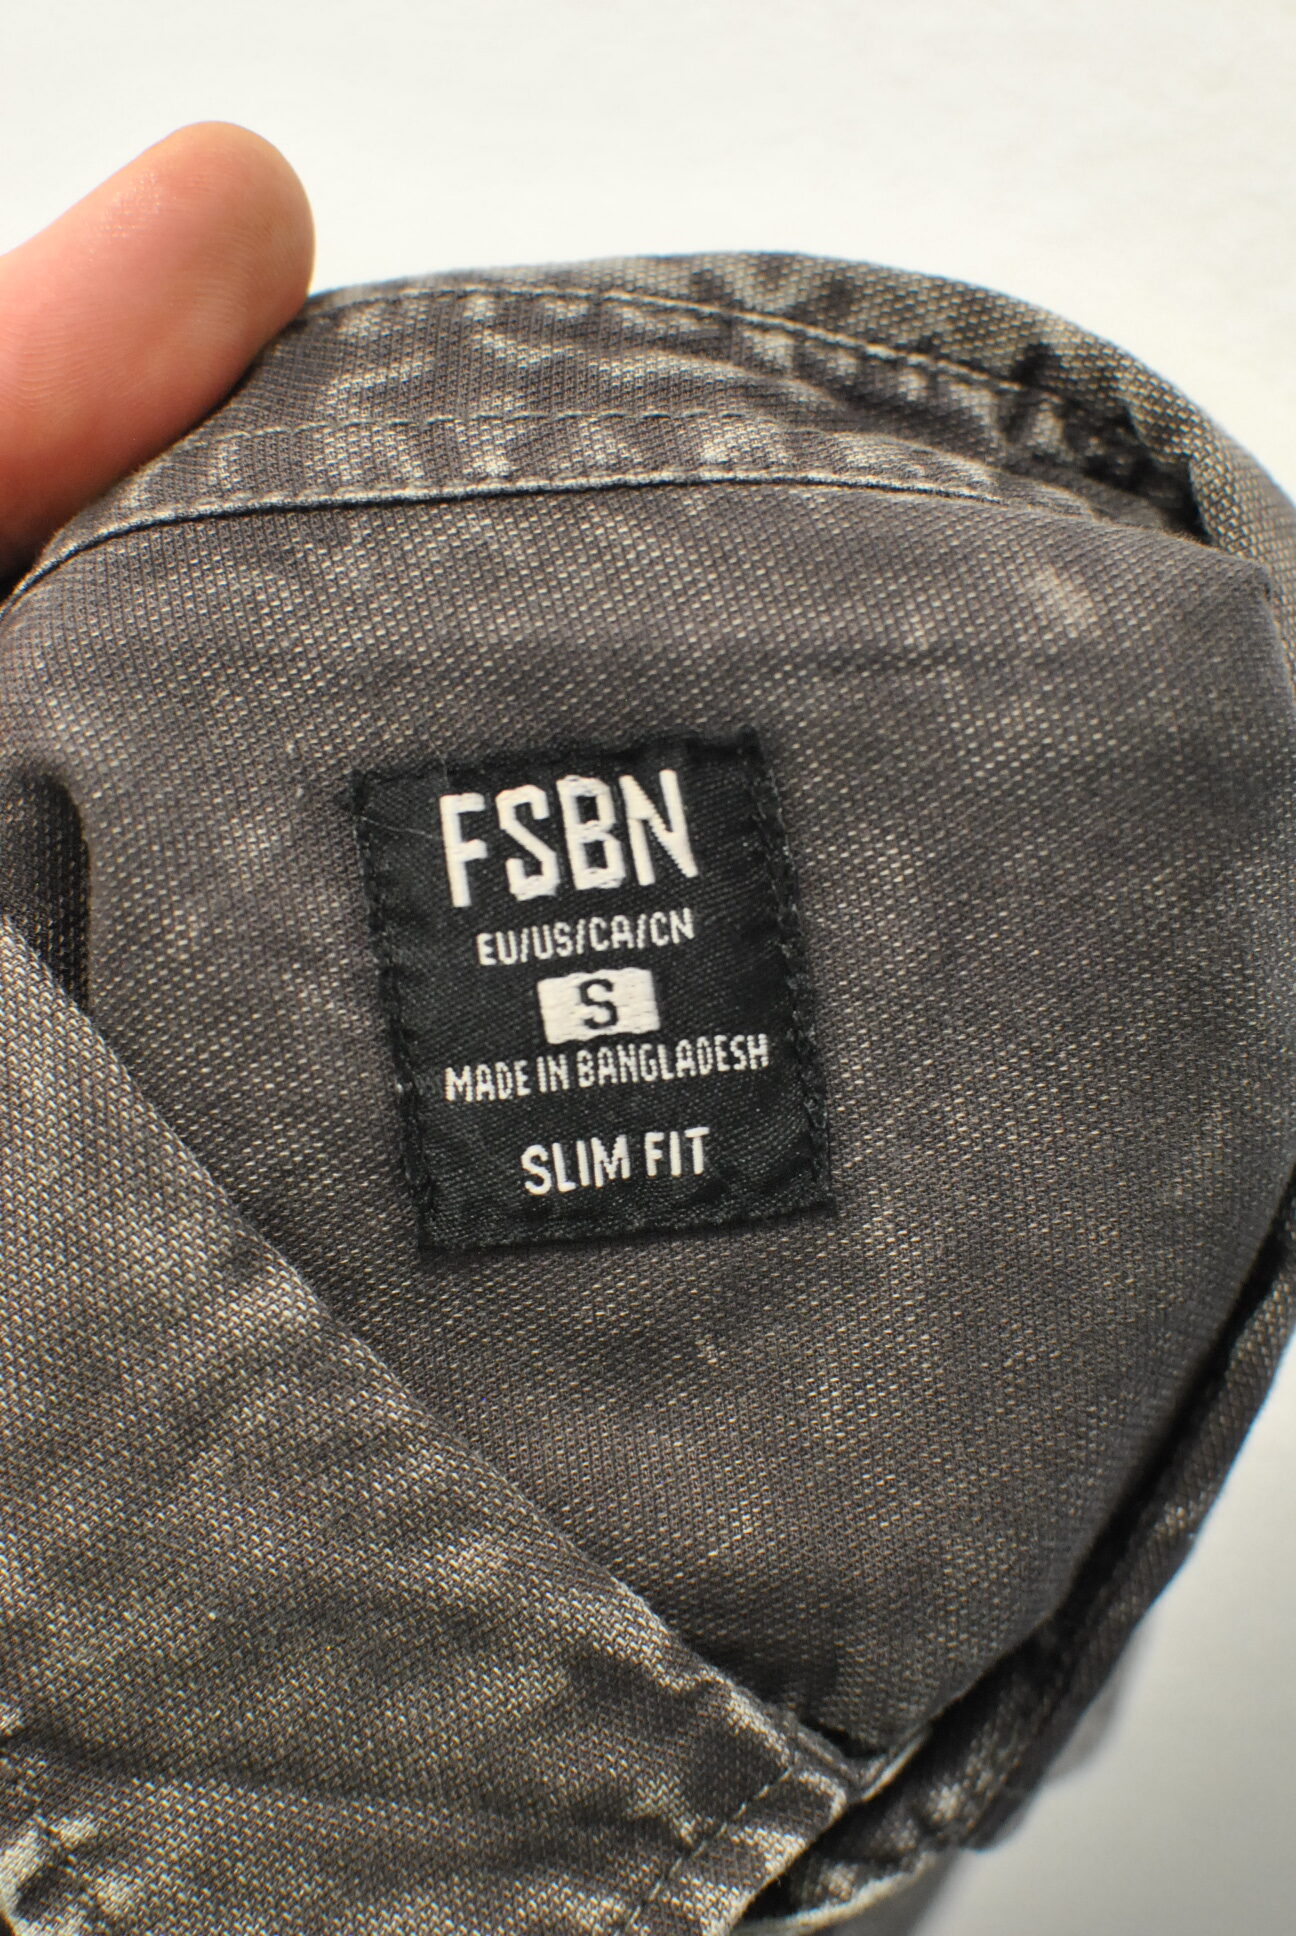 FSBN
EU/US/CA/CN
S
MADE IN BANGLADESH
SLIM FIT